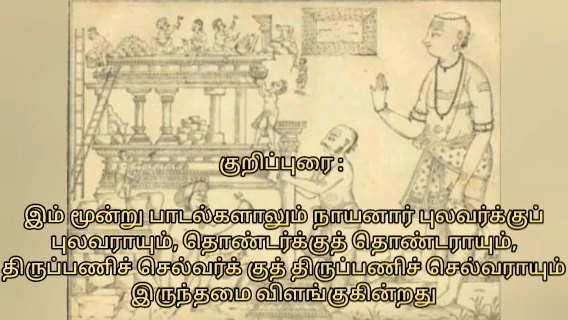 குறிப்புரை :
இம் மூன்று பாடல்களாலும் நாயனார் புலவர்க்குப்
புலவராயும், தொண்டர்க்குத் தொண்டராயும்,
திருப்பணிச் செல்வர்க் குத் திருப்பணிச் செல்வராயும்
இருந்தமை விளங்குகின்றது